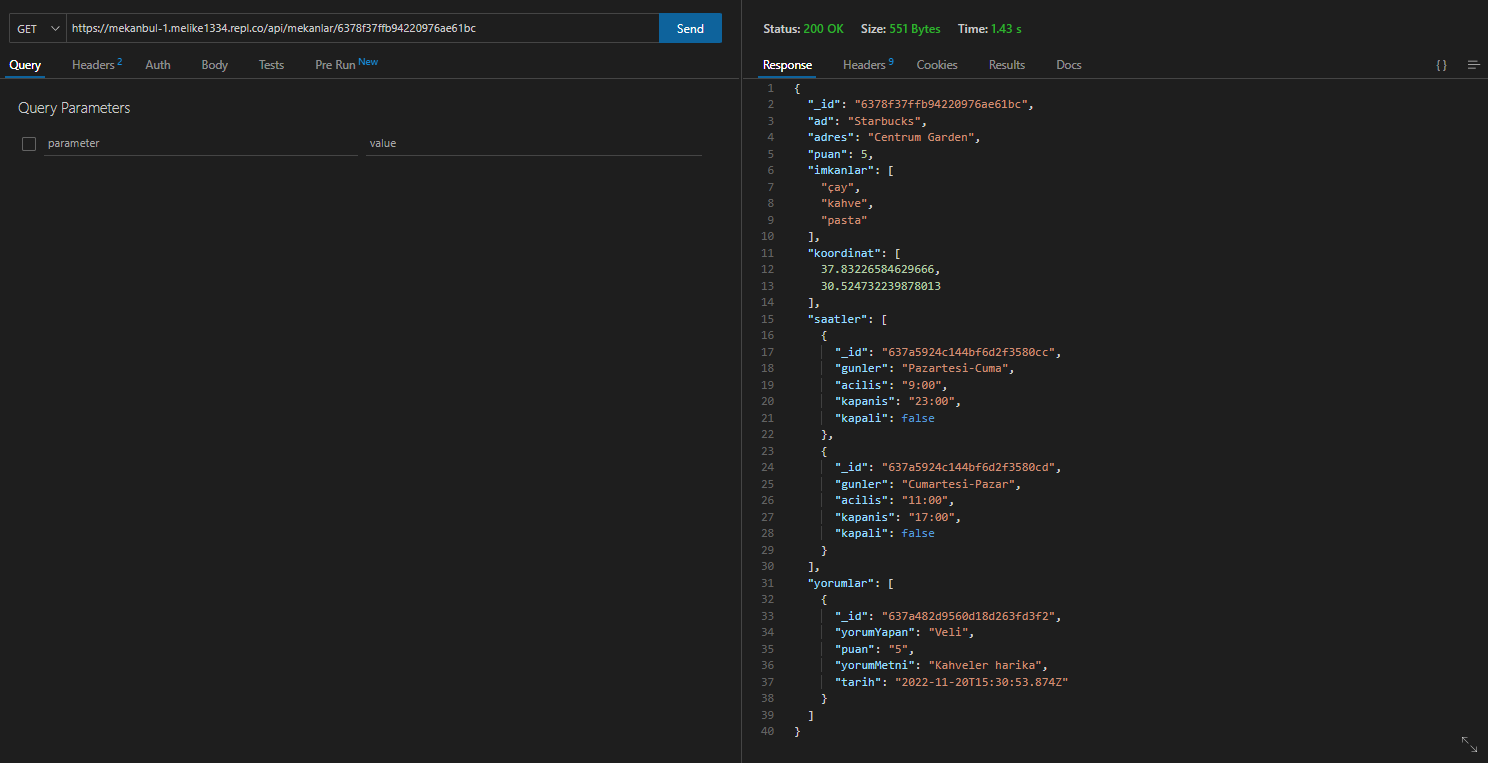 GET https://mekanbul-1.melike1334.repl.co/api/mekanlar/6378f37ffb94220976ae61bc Send
Query Headers 2 Auth Body Tests Pre Run New
Query Parameters
parameter value
Status: 200 OK Size: 551 Bytes Time: 1.43 s
Response Headers 9 Cookies Results Docs {}
1 {
2 "_id": "6378f37ffb94220976ae61bc",
3 "ad": "Starbucks",
4 "adres": "Centrum Garden",
5 "puan": 5,
6 "imkanlar": [
7 "çay",
8 "kahve",
9 "pasta"
10 ],
11 "koordinat": [
12 37.83226584629666,
13 30.524732239878013
14 ],
15 "saatler": [
16 {
17 "_id": "637a5924c144bf6d2f3580cc",
18 "gunler": "Pazartesi-Cuma",
19 "acilis": "9:00",
20 "kapanis": "23:00",
21 "kapali": false
22 },
23 {
24 "_id": "637a5924c144bf6d2f3580cd",
25 "gunler": "Cumartesi-Pazar",
26 "acilis": "11:00",
27 "kapanis": "17:00",
28 "kapali": false
29 }
30 ],
31 "yorumlar": [
32 {
33 "_id": "637a482d9560d18d263fd3f2",
34 "yorumYapan": "Veli",
35 "puan": "5",
36 "yorumMetni": "Kahveler harika",
37 "tarih": "2022-11-20T15:30:53.874Z"
38 }
39 ]
40 }